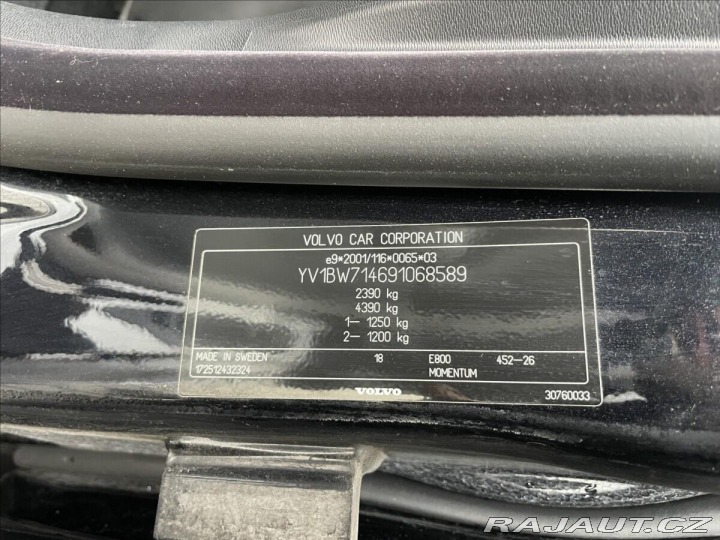 VOLVO CAR CORPORATION
e9*2001/116*0065*03
YV1BW714691068589
2390 kg
4390 kg
1– 1250 kg
2– 1200 kg
MADE IN SWEDEN 18 E800 452–26
172512432324 MOMENTUM
VOLVO 30760033
RAJAUT.CZ